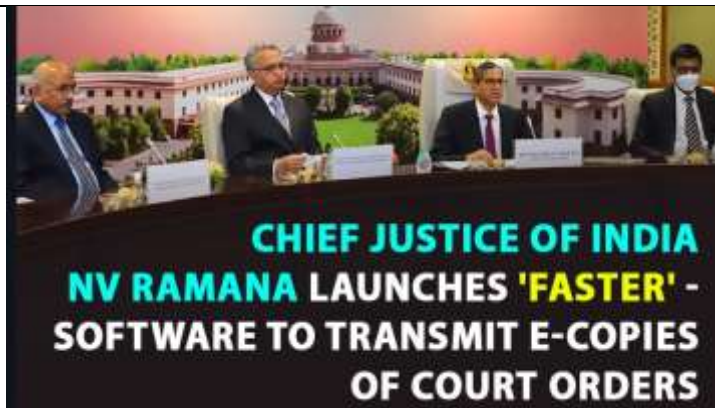 CHIEF JUSTICE OF INDIA
NV RAMANA LAUNCHES 'FASTER' -
SOFTWARE TO TRANSMIT E-COPIES
OF COURT ORDERS